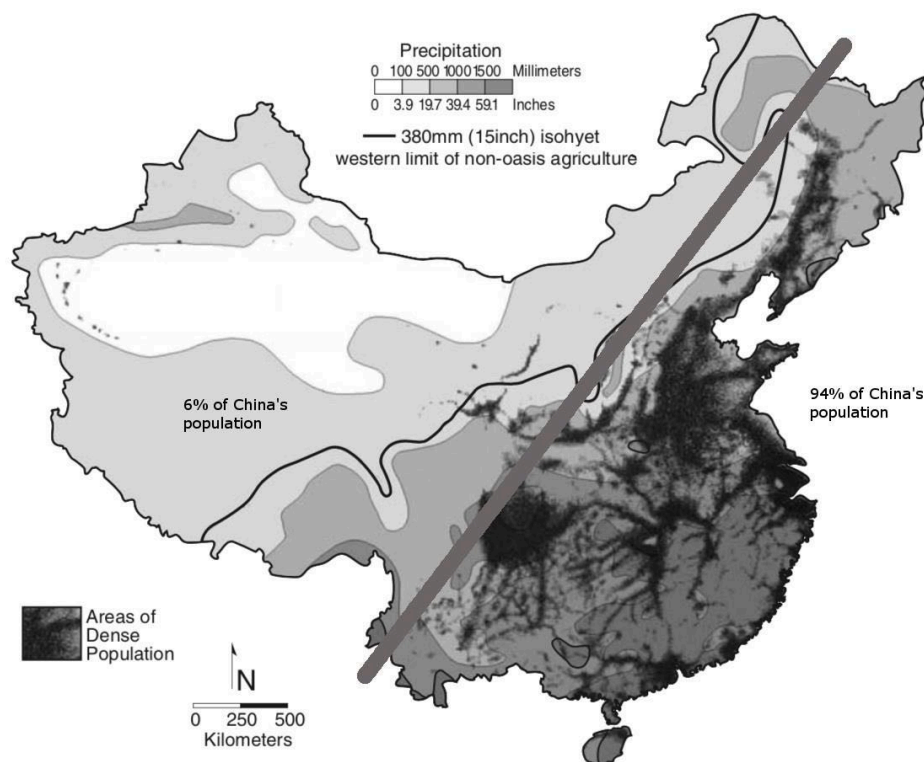 Precipitation
0 100 500 1000 1500 Millimeters
0 3.9 19.7 39.4 59.1 Inches
380mm (15inch) isohyet
western limit of non-oasis agriculture
6% of China's
population
94% of China's
population
Areas of
Dense
Population
N
0 250 500
Kilometers